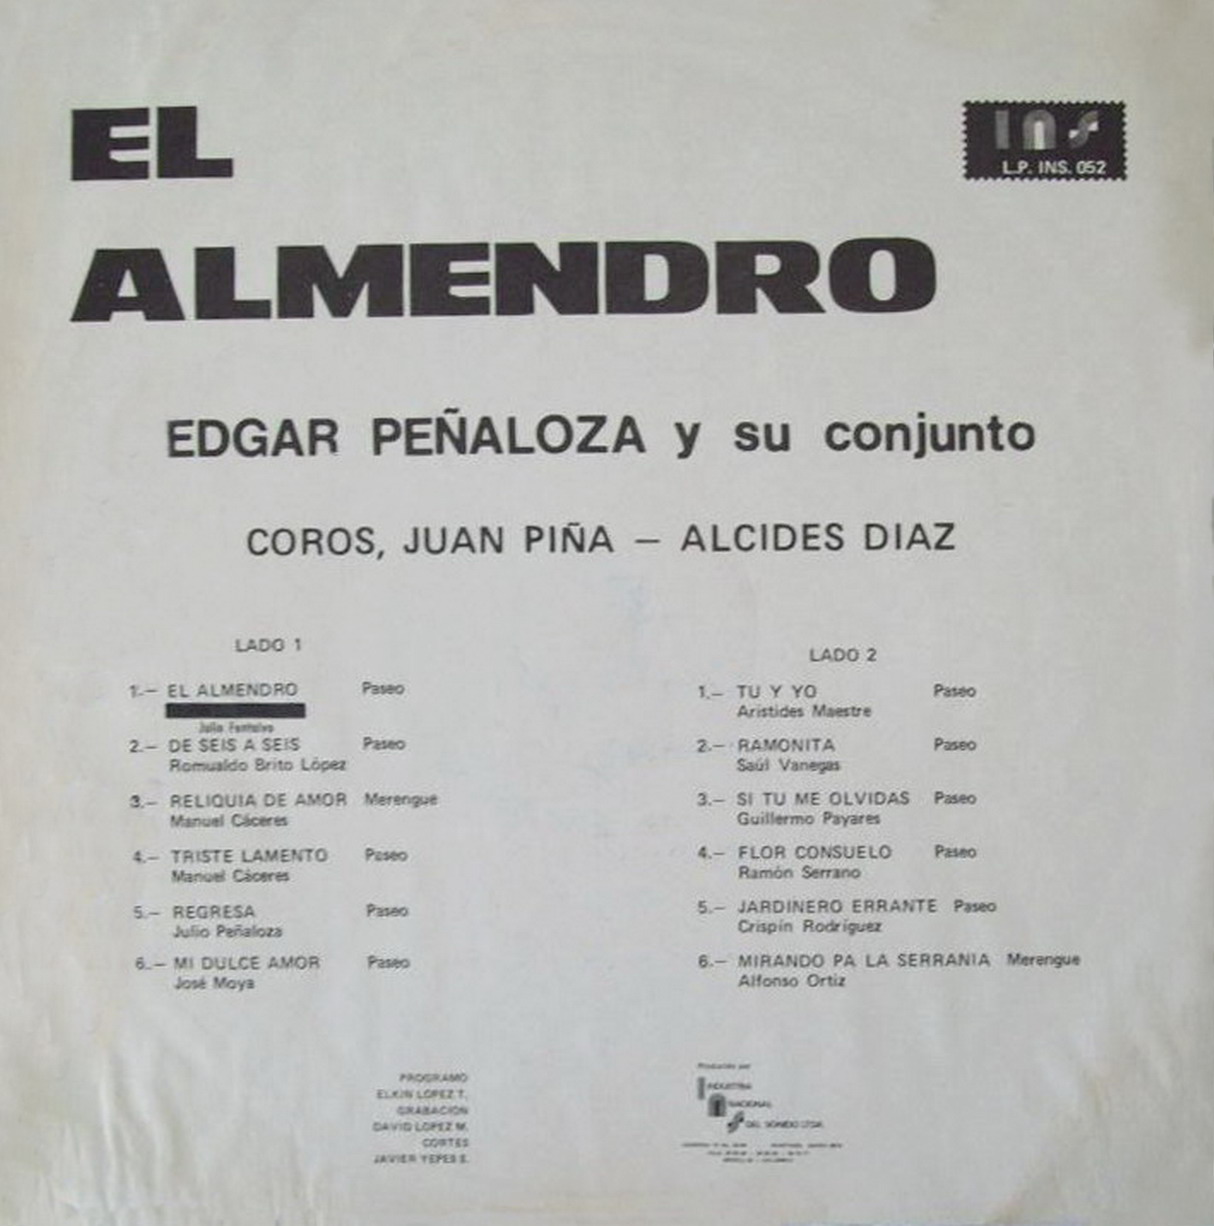 EL
INS
L.P. INS. 052
ALMENDRO
EDGAR PEÑALOZA y su conjunto
COROS, JUAN PIÑA — ALCIDES DIAZ
LADO 1
1.— EL ALMENDRO Paseo
Julio Fontalvo
2.— DE SEIS A SEIS Paseo
Romualdo Brito López
3.— RELIQUIA DE AMOR Merengue
Manuel Cáceres
4.— TRISTE LAMENTO Paseo
Manuel Cáceres
5.— REGRESA Paseo
Julio Peñaloza
6.— MI DULCE AMOR Paseo
José Moya
LADO 2
1.— TU Y YO Paseo
Aristides Maestre
2.— RAMONITA Paseo
Saúl Vanegas
3.— SI TU ME OLVIDAS Paseo
Guillermo Payares
4.— FLOR CONSUELO Paseo
Ramón Serrano
5.— JARDINERO ERRANTE Paseo
Crispín Rodríguez
6.— MIRANDO PA LA SERRANIA Merengue
Alfonso Ortiz
PROGRAMO
ELKIN LOPEZ T.
GRABACION
DAVID LOPEZ M.
CORTES
JAVIER YEPES E.
Producido por
INDUSTRIA
NACIONAL
DEL SONIDO LTDA.